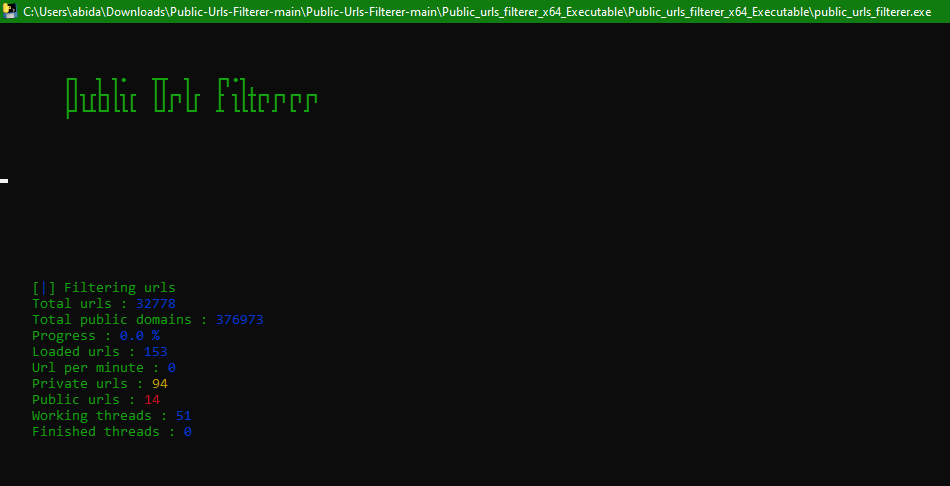 C:\Users\abida\Downloads\Public-Urls-Filterer-main\Public-Urls-Filterer-main\Public_urls_filterer_x64_Executable\Public_urls_filterer_x64_Executable\public_urls_filterer.exe
Public Urls Filterer
[|] Filtering urls
Total urls : 32778
Total public domains : 376973
Progress : 0.0 %
Loaded urls : 153
Url per minute : 0
Private urls : 94
Public urls : 14
Working threads : 51
Finished threads : 0